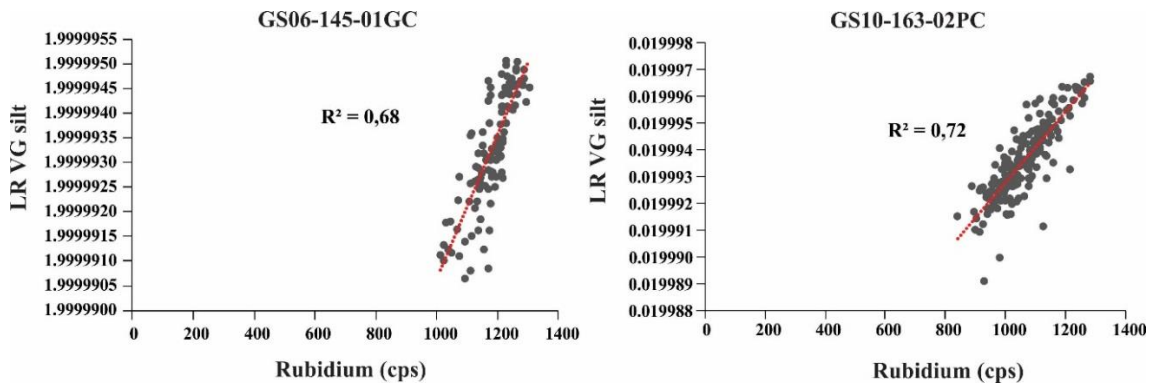 GS06-145-01GC
1.9999955
1.9999950
1.9999945
1.9999940
1.9999935
1.9999930
1.9999925
1.9999920
1.9999915
1.9999910
1.9999905
1.9999900
LR VG silt
R² = 0,68
0 200 400 600 800 1000 1200 1400
Rubidium (cps)
GS10-163-02PC
0.019998
0.019997
0.019996
0.019995
0.019994
0.019993
0.019992
0.019991
0.019990
0.019989
0.019988
LR VG silt
R² = 0,72
0 200 400 600 800 1000 1200 1400
Rubidium (cps)